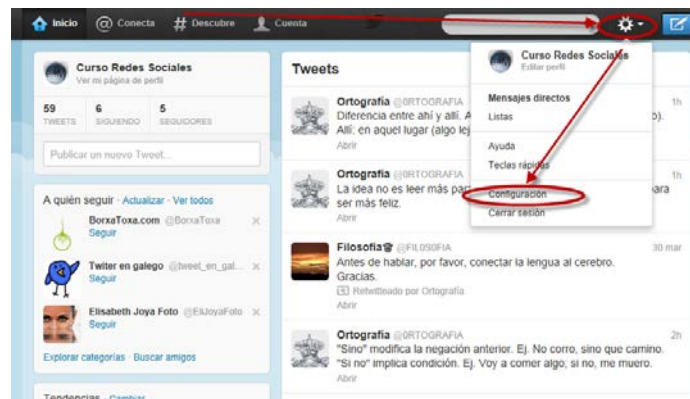 Inicio
Conecta
Descubre
Cuenta
Curso Redes Sociales
Ver mi página de perfil
59
TWEETS
6
SIGUIENDO
5
SEGUIDORES
Publicar un nuevo Tweet...
A quién seguir · Actualizar · Ver todos
BorxaToxa.com @BorxaToxa
Seguir
Twiter en galego @tweet_en_gal...
Seguir
Elisabeth Joya Foto @EliJoyaFoto
Seguir
Explorar categorías · Buscar amigos
Tendencias · Cambiar
Tweets
Ortografía @0RTOGRAFIA 1h
Diferencia entre ahí y allí. A
o).
Allí: en aquel lugar (algo lej
Abrir
Ortografía @0RTOGRAFIA 1h
La idea no es leer más par
ara
ser más feliz.
Abrir
Filosofia @FIL0S0FIA 30 mar
Antes de hablar, por favor, conectar la lengua al cerebro.
Gracias.
Retwitteado por Ortografía
Abrir
Ortografía @0RTOGRAFIA 2h
"Sino" modifica la negación anterior. Ej. No corro, sino que camino.
"Si no" implica condición. Ej. Voy a comer algo; si no, me muero.
Abrir
Curso Redes Sociales
Editar perfil
Mensajes directos
Listas
Ayuda
Teclas rápidas
Configuración
Cerrar sesión